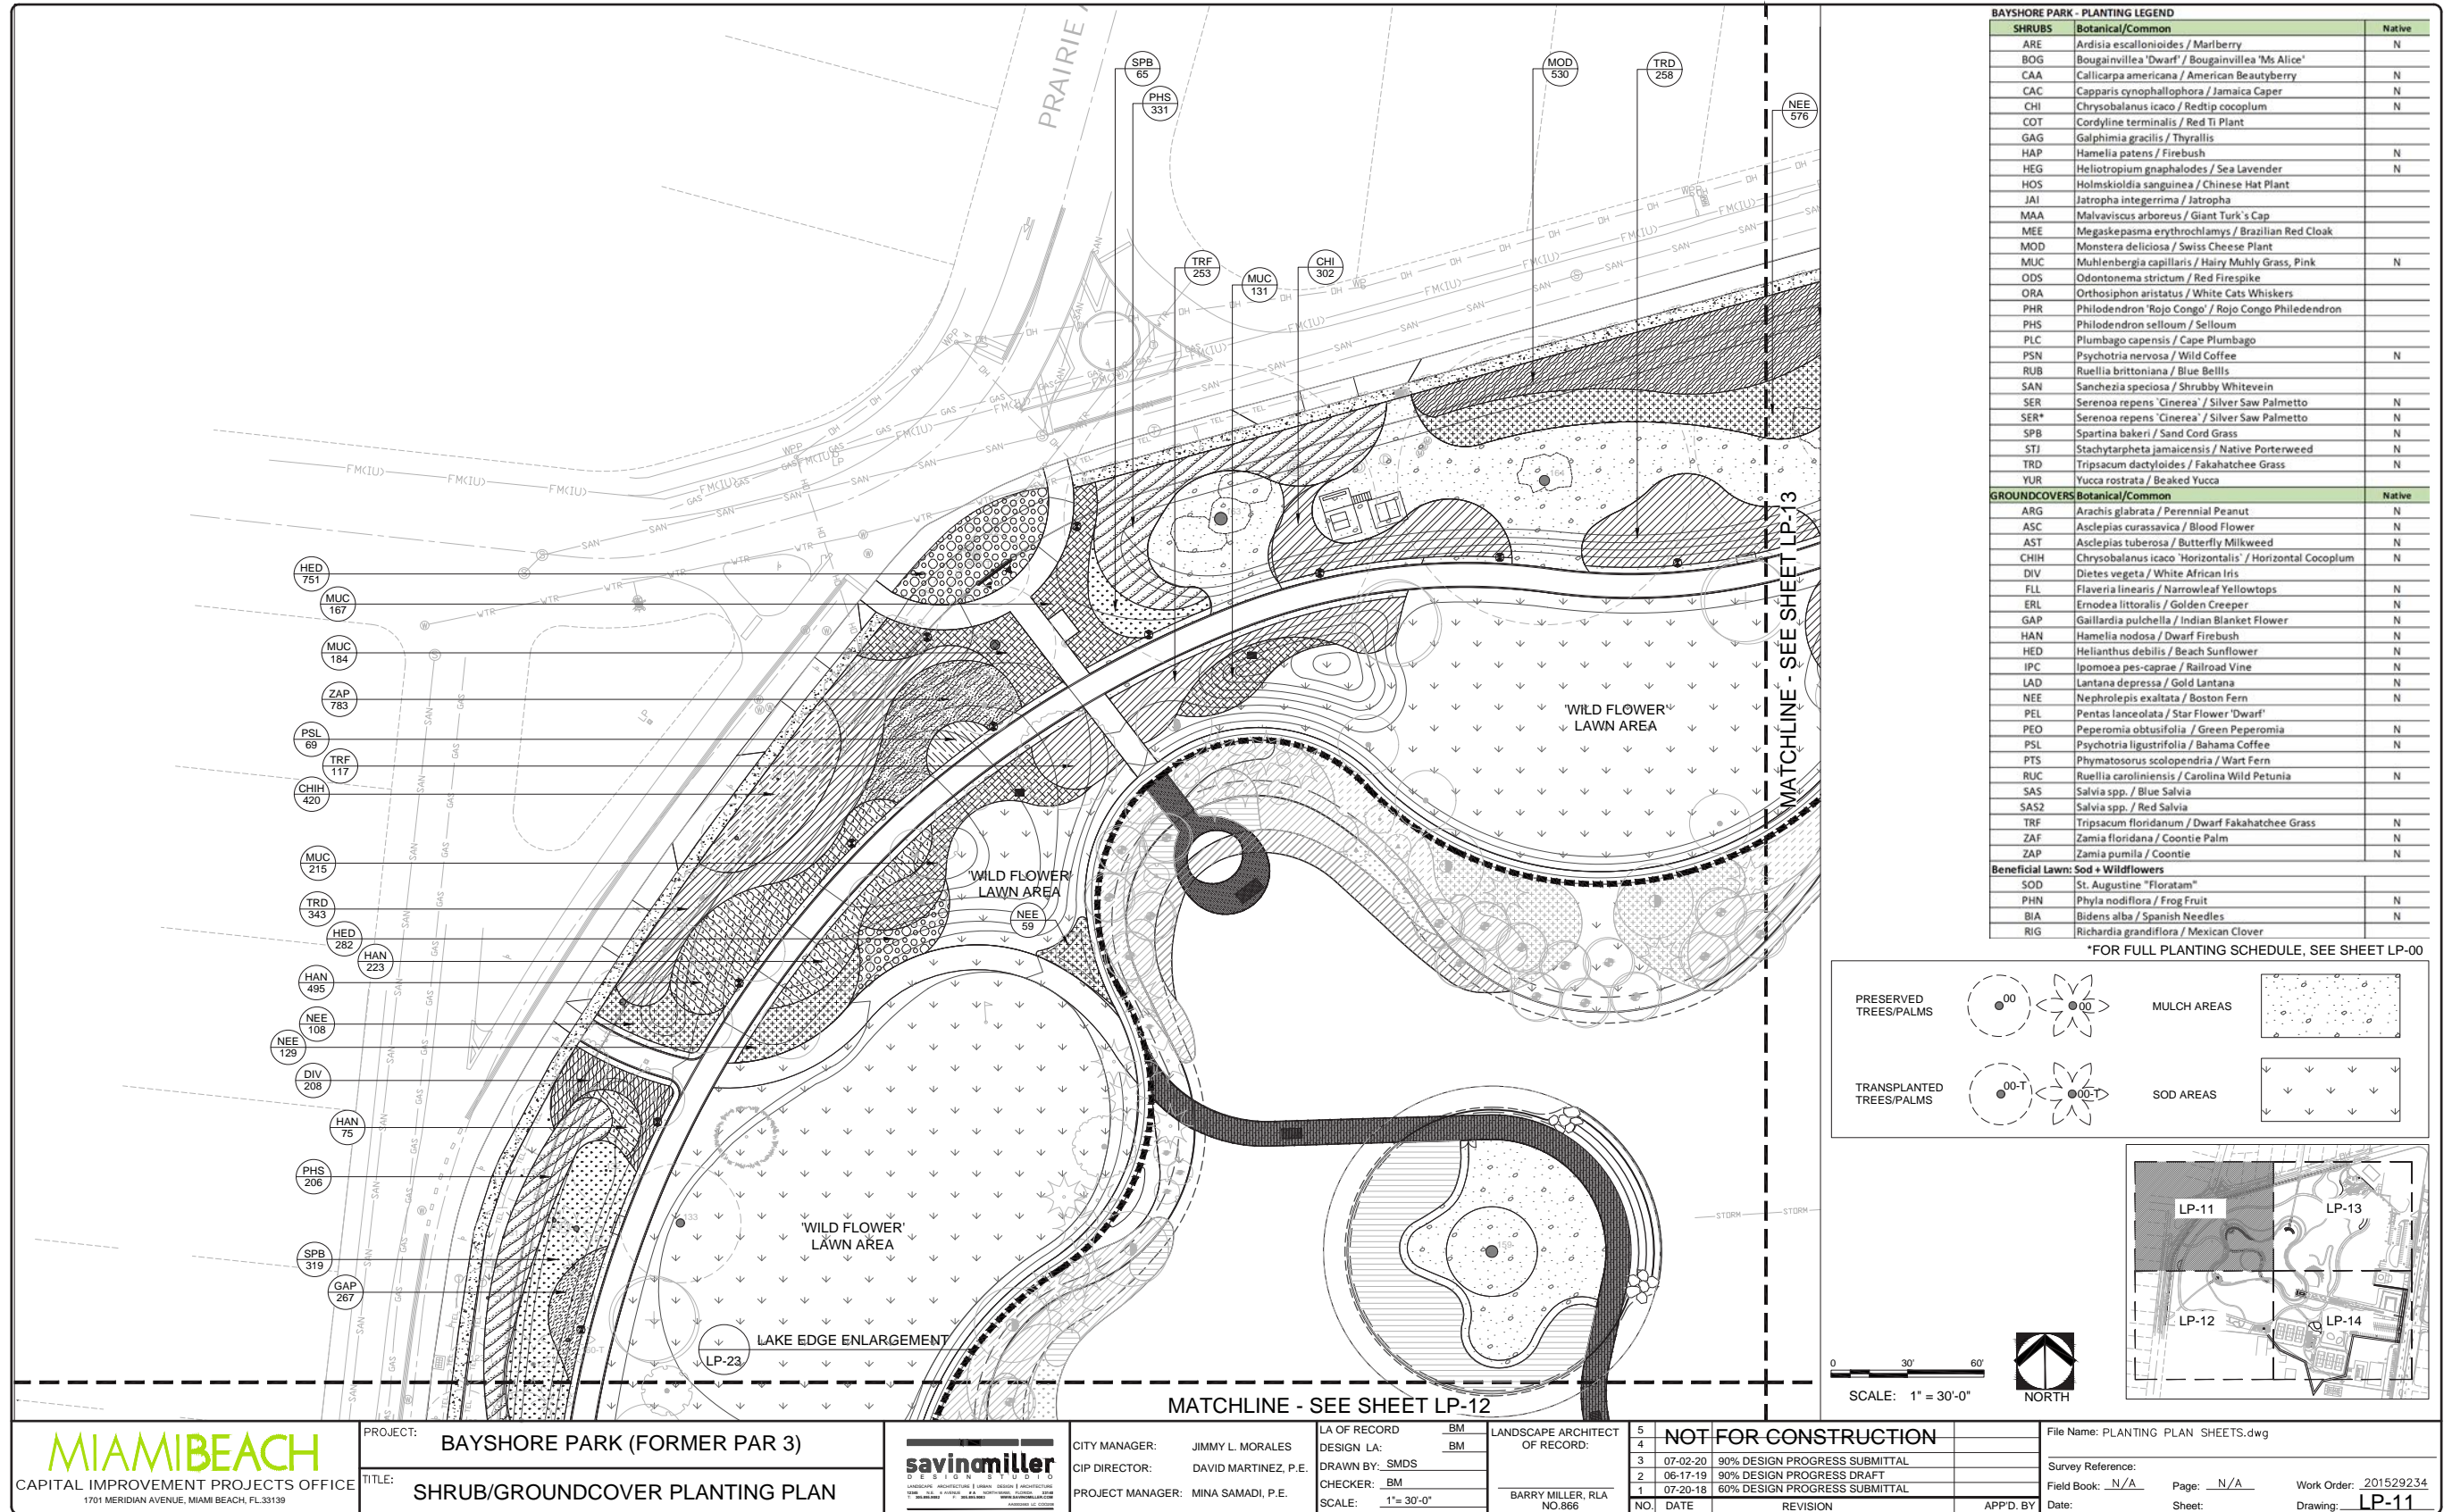 PRAIRIE
SPB
65
PHS
331
MOD
530
TRD
258
NEE
576
TRF
253
MUC
131
CHI
302
HED
751
MUC
167
MUC
184
ZAP
783
PSL
69
TRF
117
CHIH
420
MUC
215
TRD
343
HED
282
HAN
223
HAN
495
NEE
108
NEE
129
DIV
208
HAN
75
PHS
206
SPB
319
GAP
267
NEE
59
'WILD FLOWER'
LAWN AREA
'WILD FLOWER'
LAWN AREA
'WILD FLOWER'
LAWN AREA
LAKE EDGE ENLARGEMENT
LP-23
MATCHLINE - SEE SHEET LP-13
MATCHLINE - SEE SHEET LP-12
BAYSHORE PARK - PLANTING LEGEND
SHRUBS Botanical/Common Native
ARE Ardisia escallonioides / Marlberry N
BOG Bougainvillea 'Dwarf' / Bougainvillea 'Ms Alice'
CAA Callicarpa americana / American Beautyberry N
CAC Capparis cynophallophora / Jamaica Caper N
CHI Chrysobalanus icaco / Redtip cocoplum N
COT Cordyline terminalis / Red Ti Plant
GAG Galphimia gracilis / Thyrallis
HAP Hamelia patens / Firebush N
HEG Heliotropium gnaphalodes / Sea Lavender N
HOS Holmskioldia sanguinea / Chinese Hat Plant
JAI Jatropha integerrima / Jatropha
MAA Malvaviscus arboreus / Giant Turk`s Cap
MEE Megaskepasma erythrochlamys / Brazilian Red Cloak
MOD Monstera deliciosa / Swiss Cheese Plant
MUC Muhlenbergia capillaris / Hairy Muhly Grass, Pink N
ODS Odontonema strictum / Red Firespike
ORA Orthosiphon aristatus / White Cats Whiskers
PHR Philodendron 'Rojo Congo' / Rojo Congo Philedendron
PHS Philodendron selloum / Selloum
PLC Plumbago capensis / Cape Plumbago
PSN Psychotria nervosa / Wild Coffee N
RUB Ruellia brittoniana / Blue Bellls
SAN Sanchezia speciosa / Shrubby Whitevein
SER Serenoa repens `Cinerea` / Silver Saw Palmetto N
SER* Serenoa repens `Cinerea` / Silver Saw Palmetto N
SPB Spartina bakeri / Sand Cord Grass N
STJ Stachytarpheta jamaicensis / Native Porterweed N
TRD Tripsacum dactyloides / Fakahatchee Grass N
YUR Yucca rostrata / Beaked Yucca
GROUNDCOVERS Botanical/Common Native
ARG Arachis glabrata / Perennial Peanut N
ASC Asclepias curassavica / Blood Flower N
AST Asclepias tuberosa / Butterfly Milkweed N
CHIH Chrysobalanus icaco `Horizontalis` / Horizontal Cocoplum N
DIV Dietes vegeta / White African Iris
FLL Flaveria linearis / Narrowleaf Yellowtops N
ERL Ernodea littoralis / Golden Creeper N
GAP Gaillardia pulchella / Indian Blanket Flower N
HAN Hamelia nodosa / Dwarf Firebush N
HED Helianthus debilis / Beach Sunflower N
IPC Ipomoea pes-caprae / Railroad Vine N
LAD Lantana depressa / Gold Lantana N
NEE Nephrolepis exaltata / Boston Fern N
PEL Pentas lanceolata / Star Flower 'Dwarf'
PEO Peperomia obtusifolia / Green Peperomia N
PSL Psychotria ligustrifolia / Bahama Coffee N
PTS Phymatosorus scolopendria / Wart Fern
RUC Ruellia caroliniensis / Carolina Wild Petunia N
SAS Salvia spp. / Blue Salvia
SAS2 Salvia spp. / Red Salvia
TRF Tripsacum floridanum / Dwarf Fakahatchee Grass N
ZAF Zamia floridana / Coontie Palm N
ZAP Zamia pumila / Coontie N
Beneficial Lawn: Sod + Wildflowers
SOD St. Augustine "Floratam"
PHN Phyla nodiflora / Frog Fruit N
BIA Bidens alba / Spanish Needles N
RIG Richardia grandiflora / Mexican Clover
*FOR FULL PLANTING SCHEDULE, SEE SHEET LP-00
PRESERVED
TREES/PALMS
00
00
MULCH AREAS
TRANSPLANTED
TREES/PALMS
00-T
00-T
SOD AREAS
LP-11
LP-13
LP-12
LP-14
0 30' 60'
SCALE: 1" = 30'-0"
NORTH
MIAMIBEACH
CAPITAL IMPROVEMENT PROJECTS OFFICE
1701 MERIDIAN AVENUE, MIAMI BEACH, FL.33139
PROJECT:
BAYSHORE PARK (FORMER PAR 3)
TITLE:
SHRUB/GROUNDCOVER PLANTING PLAN
savinomiller
DESIGN STUDIO
CITY MANAGER: JIMMY L. MORALES
CIP DIRECTOR: DAVID MARTINEZ, P.E.
PROJECT MANAGER: MINA SAMADI, P.E.
LA OF RECORD BM
DESIGN LA: BM
DRAWN BY: SMDS
CHECKER: BM
SCALE: 1"= 30'-0"
LANDSCAPE ARCHITECT
OF RECORD:
BARRY MILLER, RLA
NO.866
NOT FOR CONSTRUCTION
5
4
3 07-02-20 90% DESIGN PROGRESS SUBMITTAL
2 06-17-19 90% DESIGN PROGRESS DRAFT
1 07-20-18 60% DESIGN PROGRESS SUBMITTAL
NO. DATE REVISION APP'D. BY
File Name: PLANTING PLAN SHEETS.dwg
Survey Reference:
Field Book: N/A Page: N/A Work Order: 201529234
Date: Sheet: Drawing: LP-11